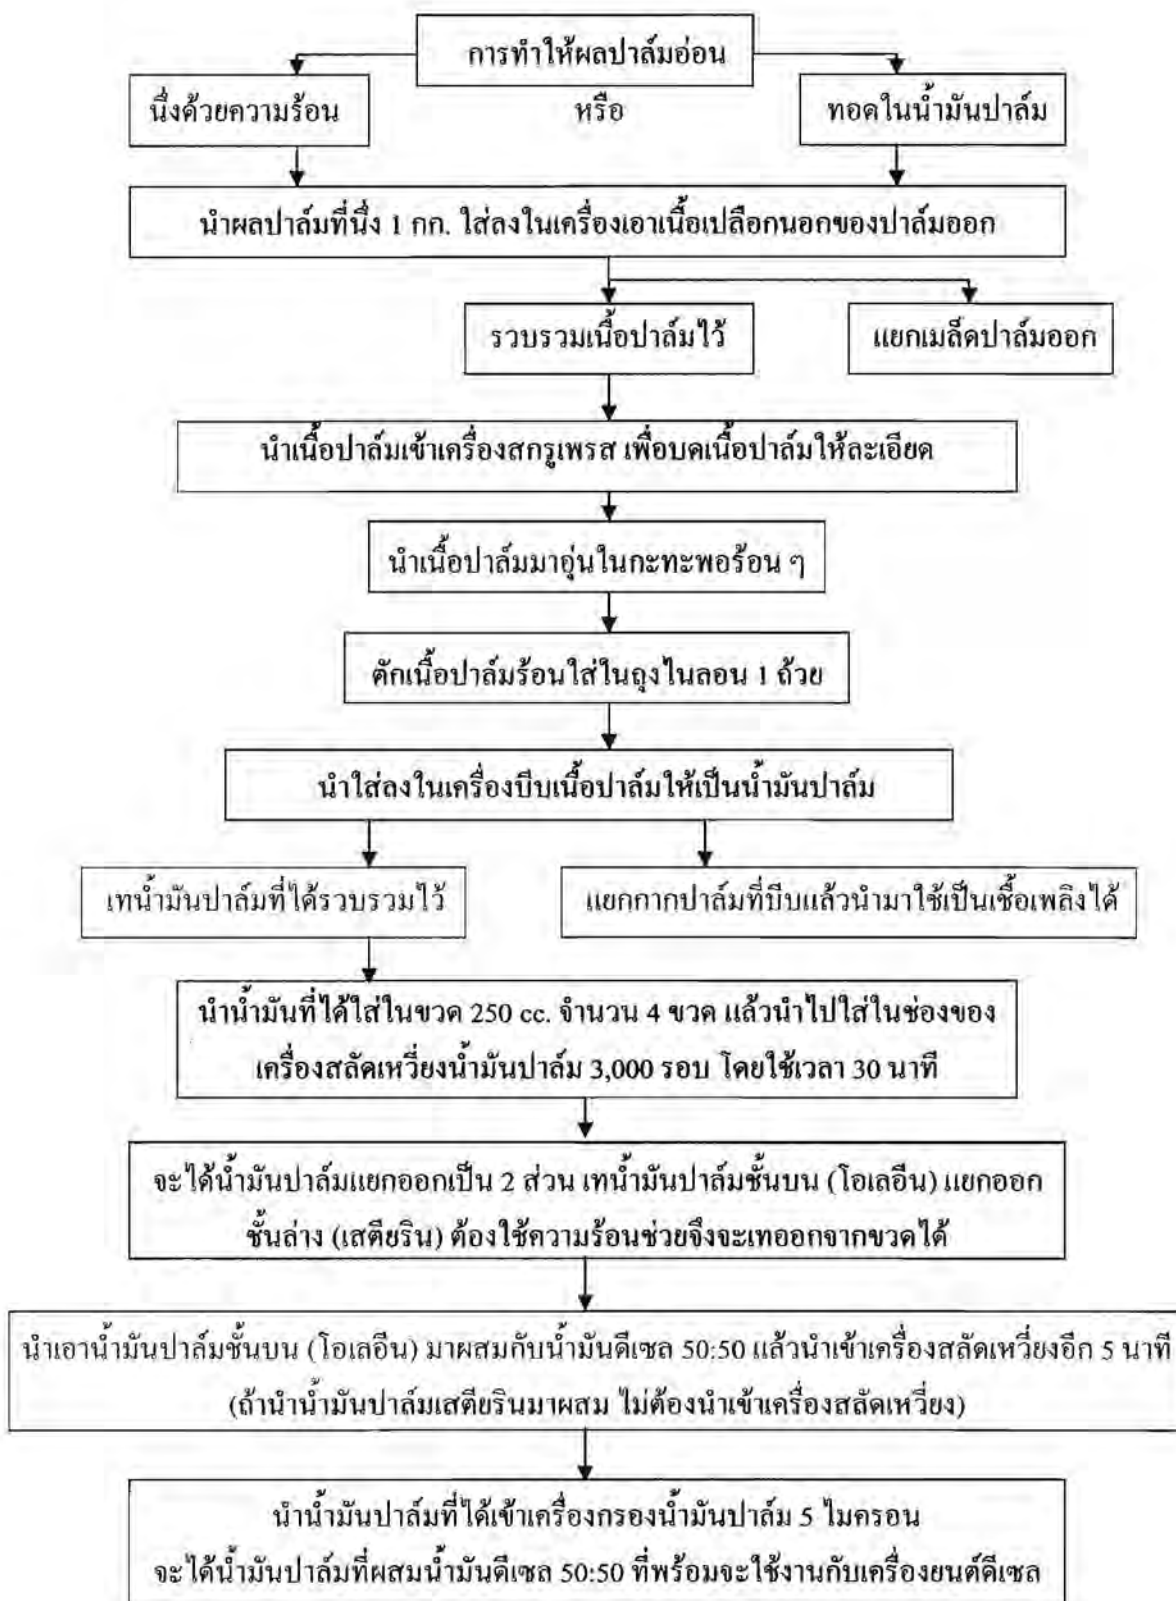 การทำให้ผลปาล์มอ่อน
นึ่งด้วยความร้อน
หรือ
ทอดในน้ำมันปาล์ม
นำผลปาล์มที่นึ่ง 1 กก. ใส่ลงในเครื่องเอาเนื้อเปลือกนอกของปาล์มออก
รวบรวมเนื้อปาล์มไว้
แยกเมล็ดปาล์มออก
นำเนื้อปาล์มเข้าเครื่องสกรูเพรส เพื่อบดเนื้อปาล์มให้ละเอียด
นำเนื้อปาล์มมาอุ่นในกะทะพอร้อน ๆ
ตักเนื้อปาล์มร้อนใส่ในถุงไนลอน 1 ถ้วย
นำใส่ลงในเครื่องบีบเนื้อปาล์มให้เป็นน้ำมันปาล์ม
เทน้ำมันปาล์มที่ได้รวบรวมไว้
แยกกากปาล์มที่บีบแล้วนำมาใช้เป็นเชื้อเพลิงได้
นำน้ำมันที่ได้ใส่ในขวด 250 cc. จำนวน 4 ขวด แล้วนำไปใส่ในช่องของ
เครื่องสลัดเหวี่ยงน้ำมันปาล์ม 3,000 รอบ โดยใช้เวลา 30 นาที
จะได้น้ำมันปาล์มแยกออกเป็น 2 ส่วน เทน้ำมันปาล์มชั้นบน (โอเลอีน) แยกออก
ชั้นล่าง (เสตียริน) ต้องใช้ความร้อนช่วยจึงจะเทออกจากขวดได้
นำเอาน้ำมันปาล์มชั้นบน (โอเลอีน) มาผสมกับน้ำมันดีเซล 50:50 แล้วนำเข้าเครื่องสลัดเหวี่ยงอีก 5 นาที
(ถ้านำน้ำมันปาล์มเสตียรินมาผสม ไม่ต้องนำเข้าเครื่องสลัดเหวี่ยง)
นำน้ำมันปาล์มที่ได้เข้าเครื่องกรองน้ำมันปาล์ม 5 ไมครอน
จะได้น้ำมันปาล์มที่ผสมน้ำมันดีเซล 50:50 ที่พร้อมจะใช้งานกับเครื่องยนต์ดีเซล